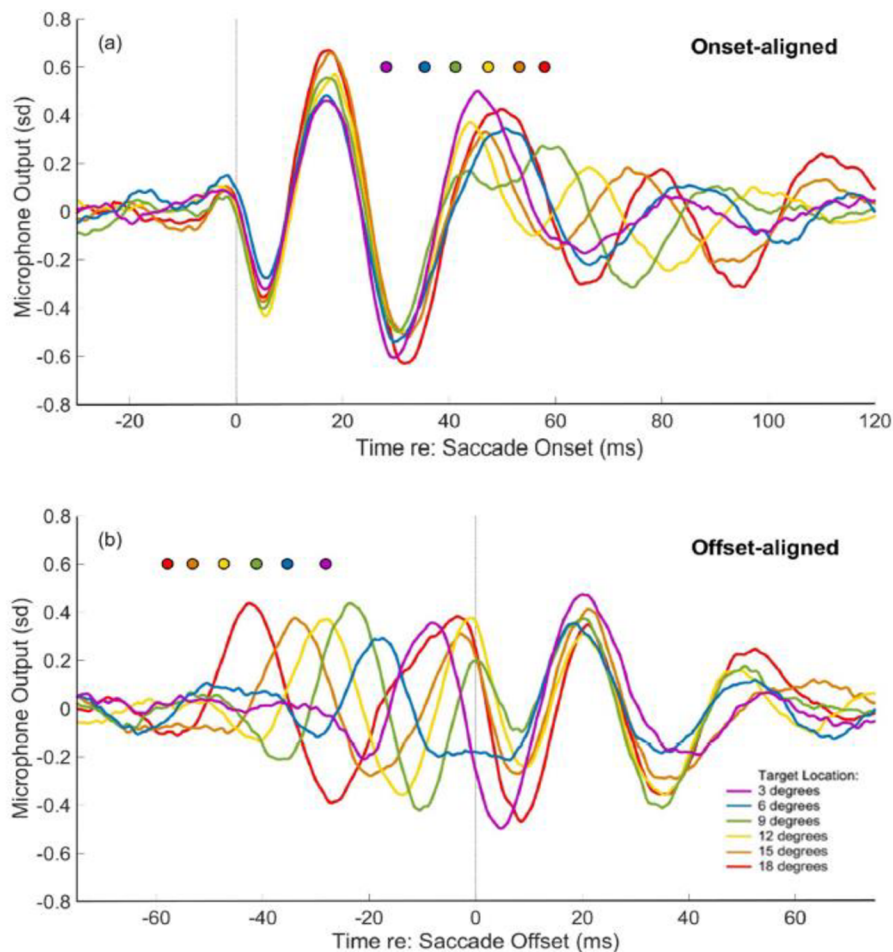 (a)
Onset-aligned
Microphone Output (sd)
0.8
0.6
0.4
0.2
0
-0.2
-0.4
-0.6
-0.8
-20
0
20
40
60
80
100
120
Time re: Saccade Onset (ms)
(b)
Offset-aligned
Microphone Output (sd)
0.8
0.6
0.4
0.2
0
-0.2
-0.4
-0.6
-0.8
Target Location:
3 degrees
6 degrees
9 degrees
12 degrees
15 degrees
18 degrees
-60
-40
-20
0
20
40
60
Time re: Saccade Offset (ms)